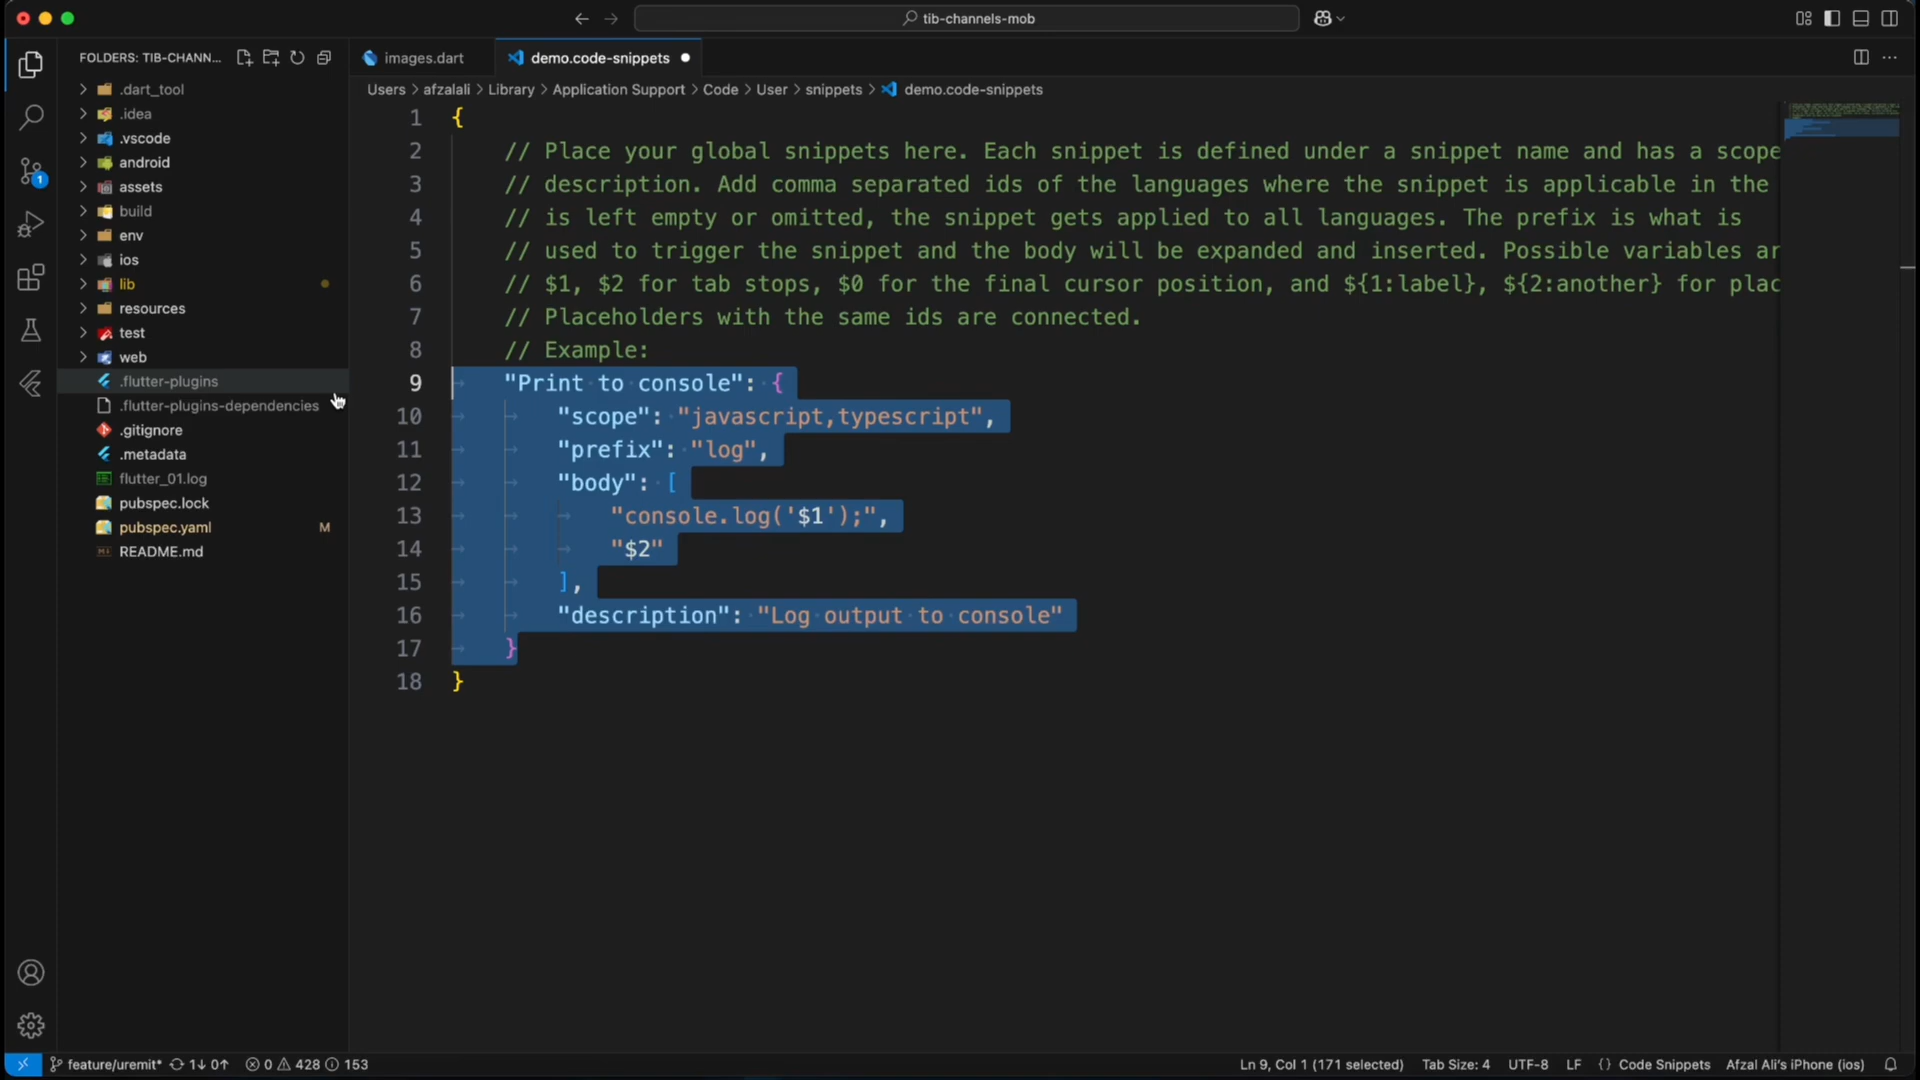 tib-channels-mob
FOLDERS: TIB-CHANN...
.dart_tool
.idea
.vscode
android
assets
build
env
ios
lib
resources
test
web
.flutter-plugins
.flutter-plugins-dependencies
.gitignore
.metadata
flutter_01.log
pubspec.lock
pubspec.yaml M
README.md
1
images.dart
demo.code-snippets
Users > afzalali > Library > Application Support > Code > User > snippets > demo.code-snippets
1 {
2 // Place your global snippets here. Each snippet is defined under a snippet name and has a scope
3 // description. Add comma separated ids of the languages where the snippet is applicable in the
4 // is left empty or omitted, the snippet gets applied to all languages. The prefix is what is
5 // used to trigger the snippet and the body will be expanded and inserted. Possible variables ar
6 // $1, $2 for tab stops, $0 for the final cursor position, and ${1:label}, ${2:another} for plac
7 // Placeholders with the same ids are connected.
8 // Example:
9 "Print to console": {
10 "scope": "javascript,typescript",
11 "prefix": "log",
12 "body": [
13 "console.log('$1');",
14 "$2"
15 ],
16 "description": "Log output to console"
17 }
18 }
feature/uremit* 1↓ 0↑ 0 428 153
Ln 9, Col 1 (171 selected) Tab Size: 4 UTF-8 LF {} Code Snippets Afzal Ali's iPhone (ios)